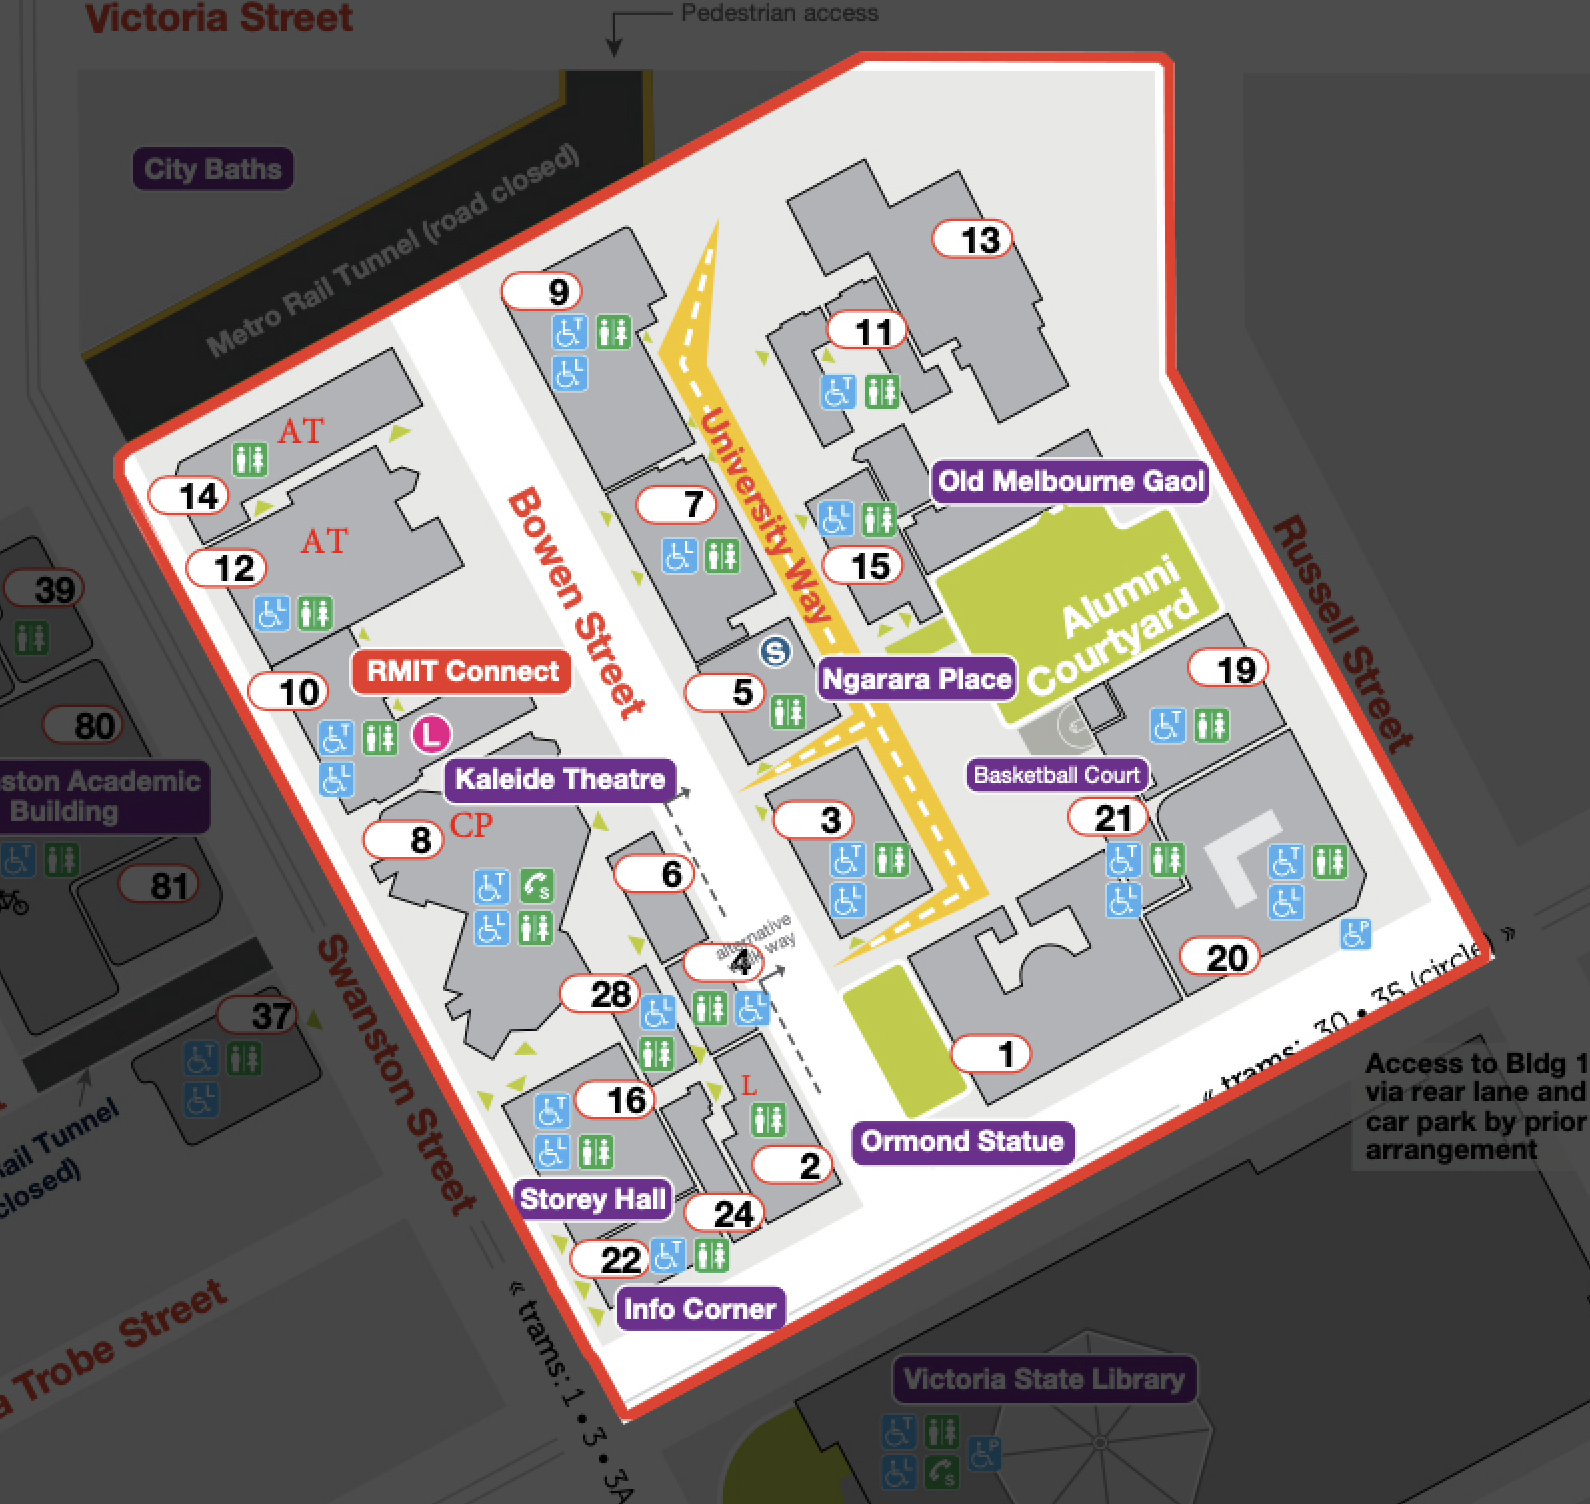 Victoria Street
Pedestrian access
City Baths
Metro Rail Tunnel (road closed)
13
9
11
AT
14
AT
12
University Way
7
Old Melbourne Gaol
15
Alumni
Courtyard
Bowen Street
Russell Street
39
RMIT Connect
10
L
S
5
Ngarara Place
19
80
Kaleide Theatre
Basketball Court
ston Academic
Building
8
CP
3
21
81
6
alternative
way
4
28
20
trams: 30 • 35 (circle) »
37
Swanston Street
1
Access to Bldg 1
via rear lane and
car park by prior
arrangement
ail Tunnel
closed)
16
L
Ormond Statue
2
Storey Hall
24
22
Info Corner
a Trobe Street
« trams: 1 • 3 • 3A
Victoria State Library